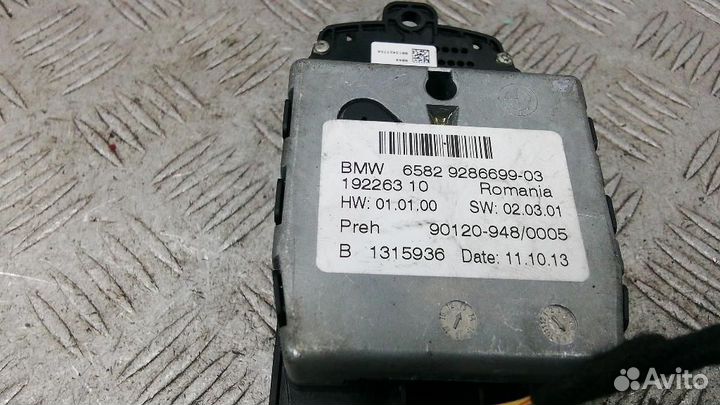 BMW 6582 9286699-03
192263 10 Romania
HW: 01.01.00 SW: 02.03.01
Preh 90120-948/0005
B 1315936 Date: 11.10.13
Avito